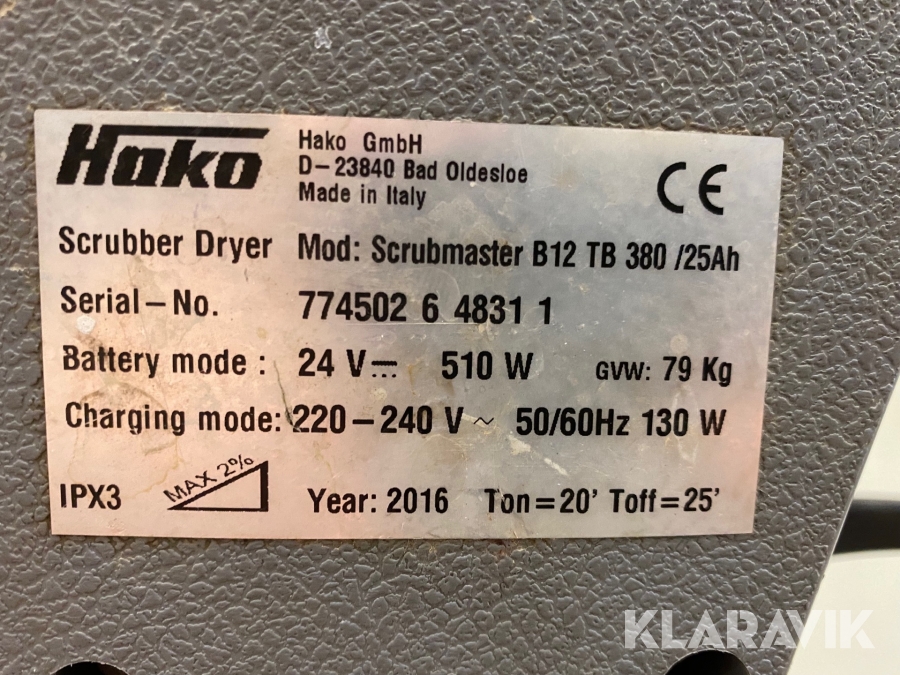 Hako
Hako GmbH
D-23840 Bad Oldesloe
Made in Italy
CE
Scrubber Dryer Mod: Scrubmaster B12 TB 380 /25Ah
Serial-No. 774502 6 4831 1
Battery mode : 24 V⎓ 510 W GVW: 79 Kg
Charging mode: 220-240 V ~ 50/60Hz 130 W
IPX3 MAX 2% Year: 2016 Ton=20' Toff=25'
KLARAVIK